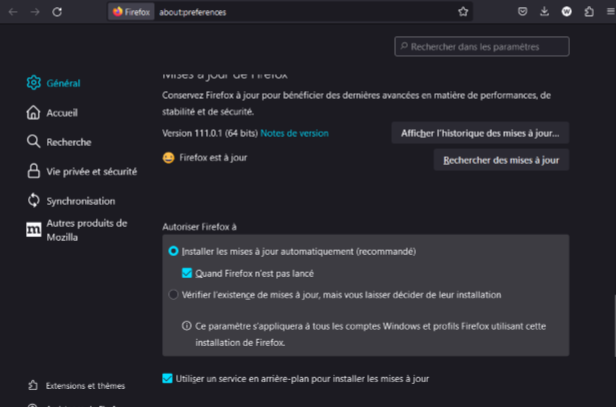 Firefox about:preferences
Rechercher dans les paramètres
Général
Accueil
Recherche
Vie privée et sécurité
Synchronisation
Autres produits de
Mozilla
Extensions et thèmes
Mises à jour de Firefox
Conservez Firefox à jour pour bénéficier des dernières avancées en matière de performances, de
stabilité et de sécurité.
Version 111.0.1 (64 bits) Notes de version
Afficher l'historique des mises à jour...
Firefox est à jour
Rechercher des mises à jour
Autoriser Firefox à
Installer les mises à jour automatiquement (recommandé)
Quand Firefox n'est pas lancé
Vérifier l'existence de mises à jour, mais vous laisser décider de leur installation
Ce paramètre s'appliquera à tous les comptes Windows et profils Firefox utilisant cette
installation de Firefox.
Utiliser un service en arrière-plan pour installer les mises à jour